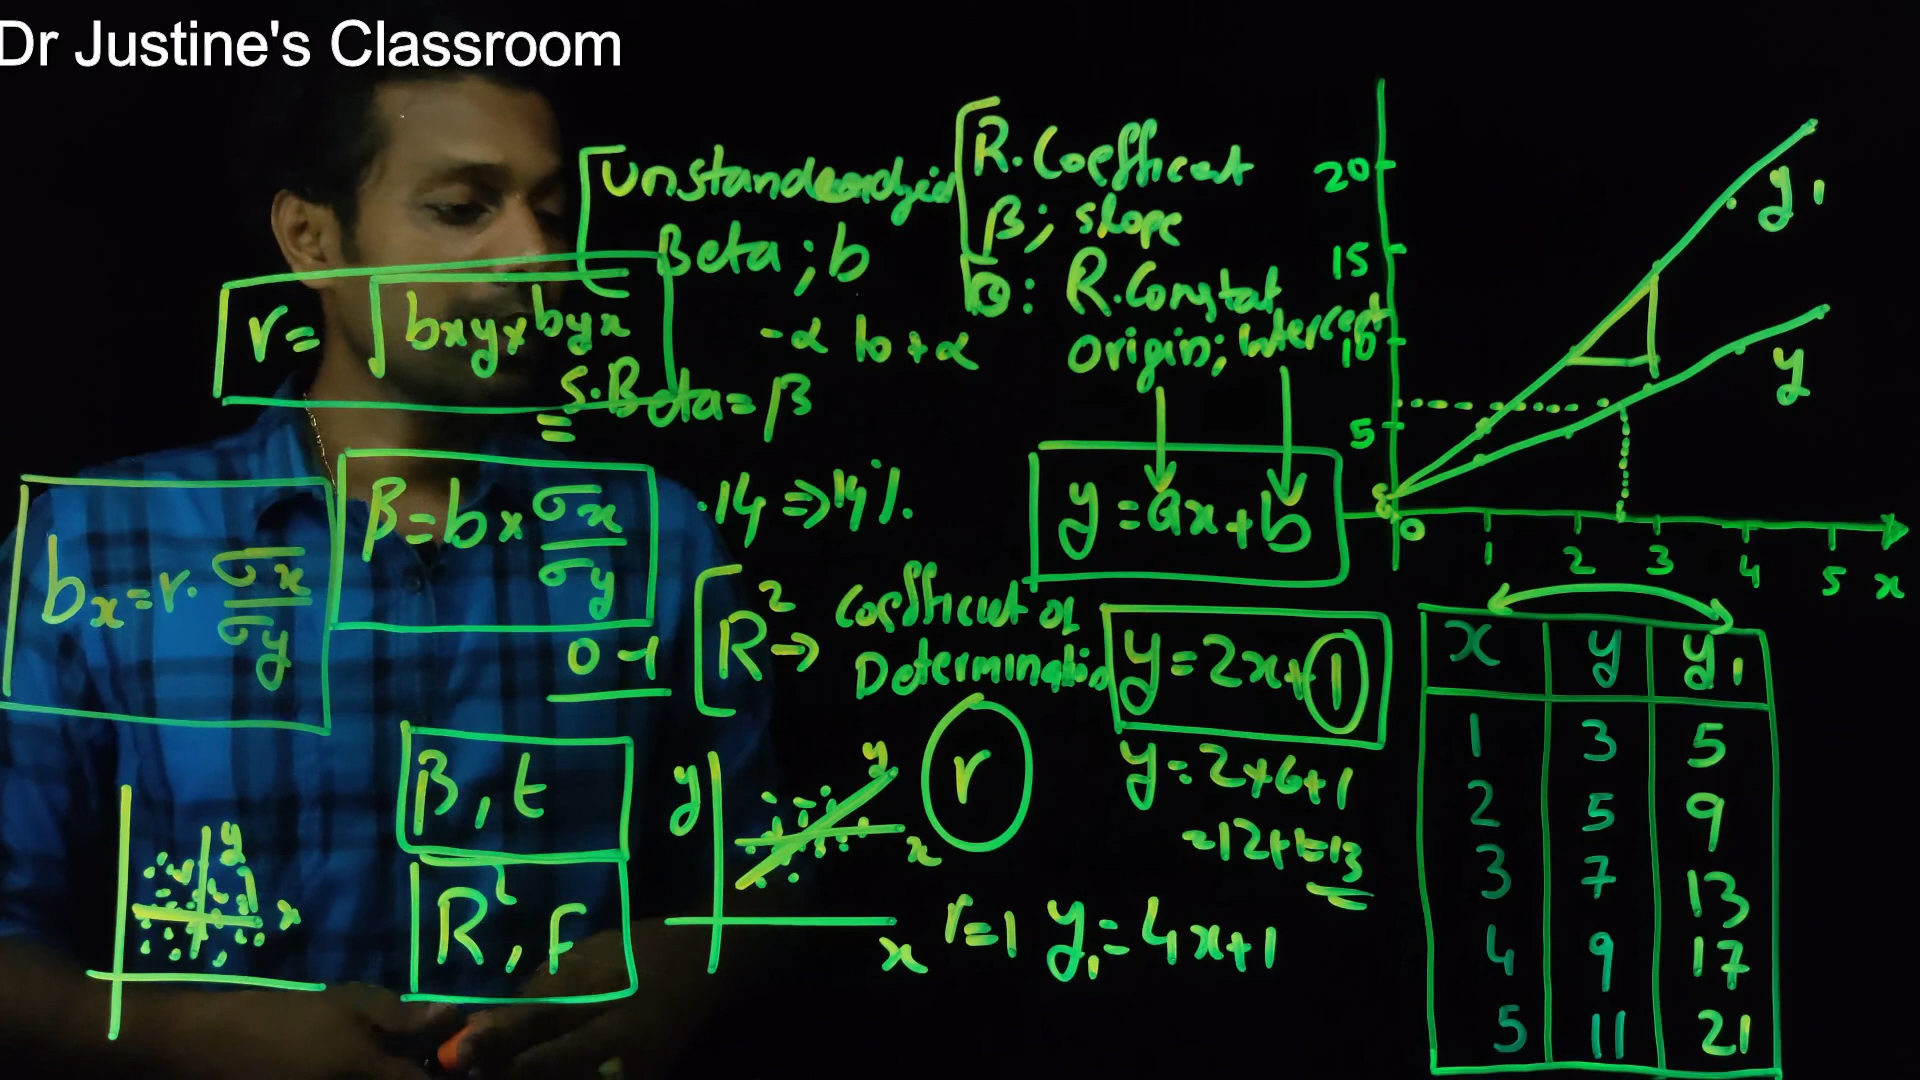 Dr Justine's Classroom
Unstandardized
Beta ; b
-α to +α
r = √bxy x byx
S.Beta = β
β = b x σx / σy
bx = r . σx / σy
.14 ⇒ 14%.
0 - 1
R² → Coefficient of
Determination
β, t
R², F
y
x
y
x
y
x
r
r=1
R. Coefficient
β; slope
b: R. Constat
origin; Intercept
y = ax + b
y = 2x + 1
y = 2x6+1
=12+1=13
y₁ = 4x+1
20
15
10
5
0
1 2 3 4 5 x
y₁
y
x y y₁
1 3 5
2 5 9
3 7 13
4 9 17
5 11 21